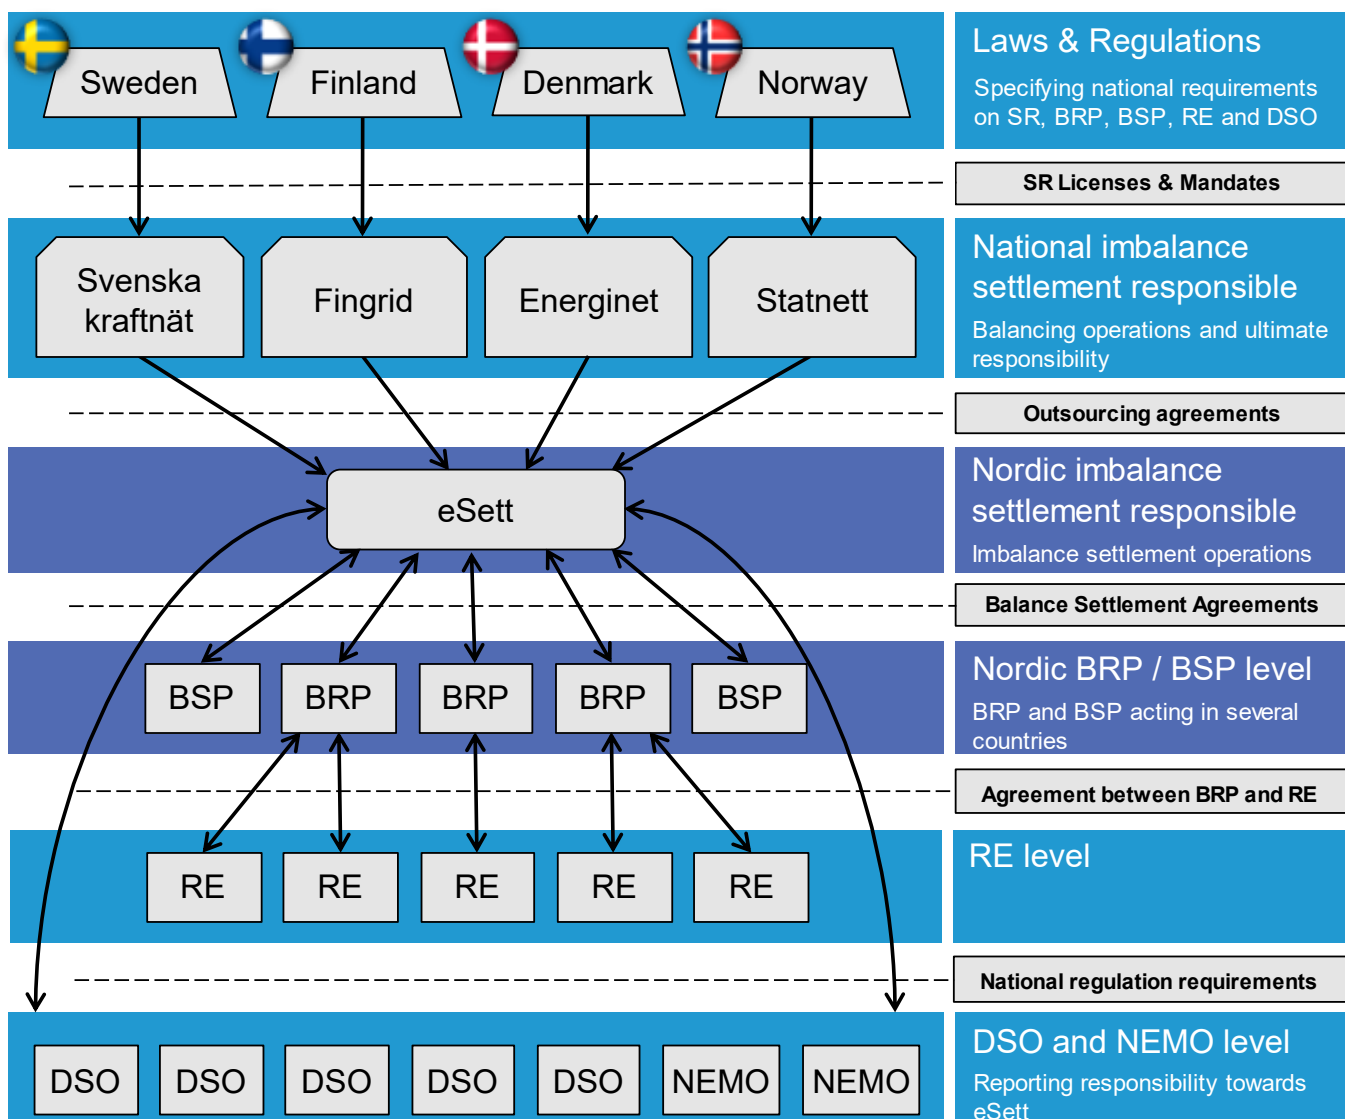 Sweden
Finland
Denmark
Norway
Laws & Regulations
Specifying national requirements
on SR, BRP, BSP, RE and DSO
SR Licenses & Mandates
Svenska
kraftnät
Fingrid
Energinet
Statnett
National imbalance
settlement responsible
Balancing operations and ultimate
responsibility
Outsourcing agreements
eSett
Nordic imbalance
settlement responsible
Imbalance settlement operations
Balance Settlement Agreements
BSP
BRP
BRP
BRP
BSP
Nordic BRP / BSP level
BRP and BSP acting in several
countries
Agreement between BRP and RE
RE
RE
RE
RE
RE
RE level
National regulation requirements
DSO
DSO
DSO
DSO
DSO
NEMO
NEMO
DSO and NEMO level
Reporting responsibility towards
eSett